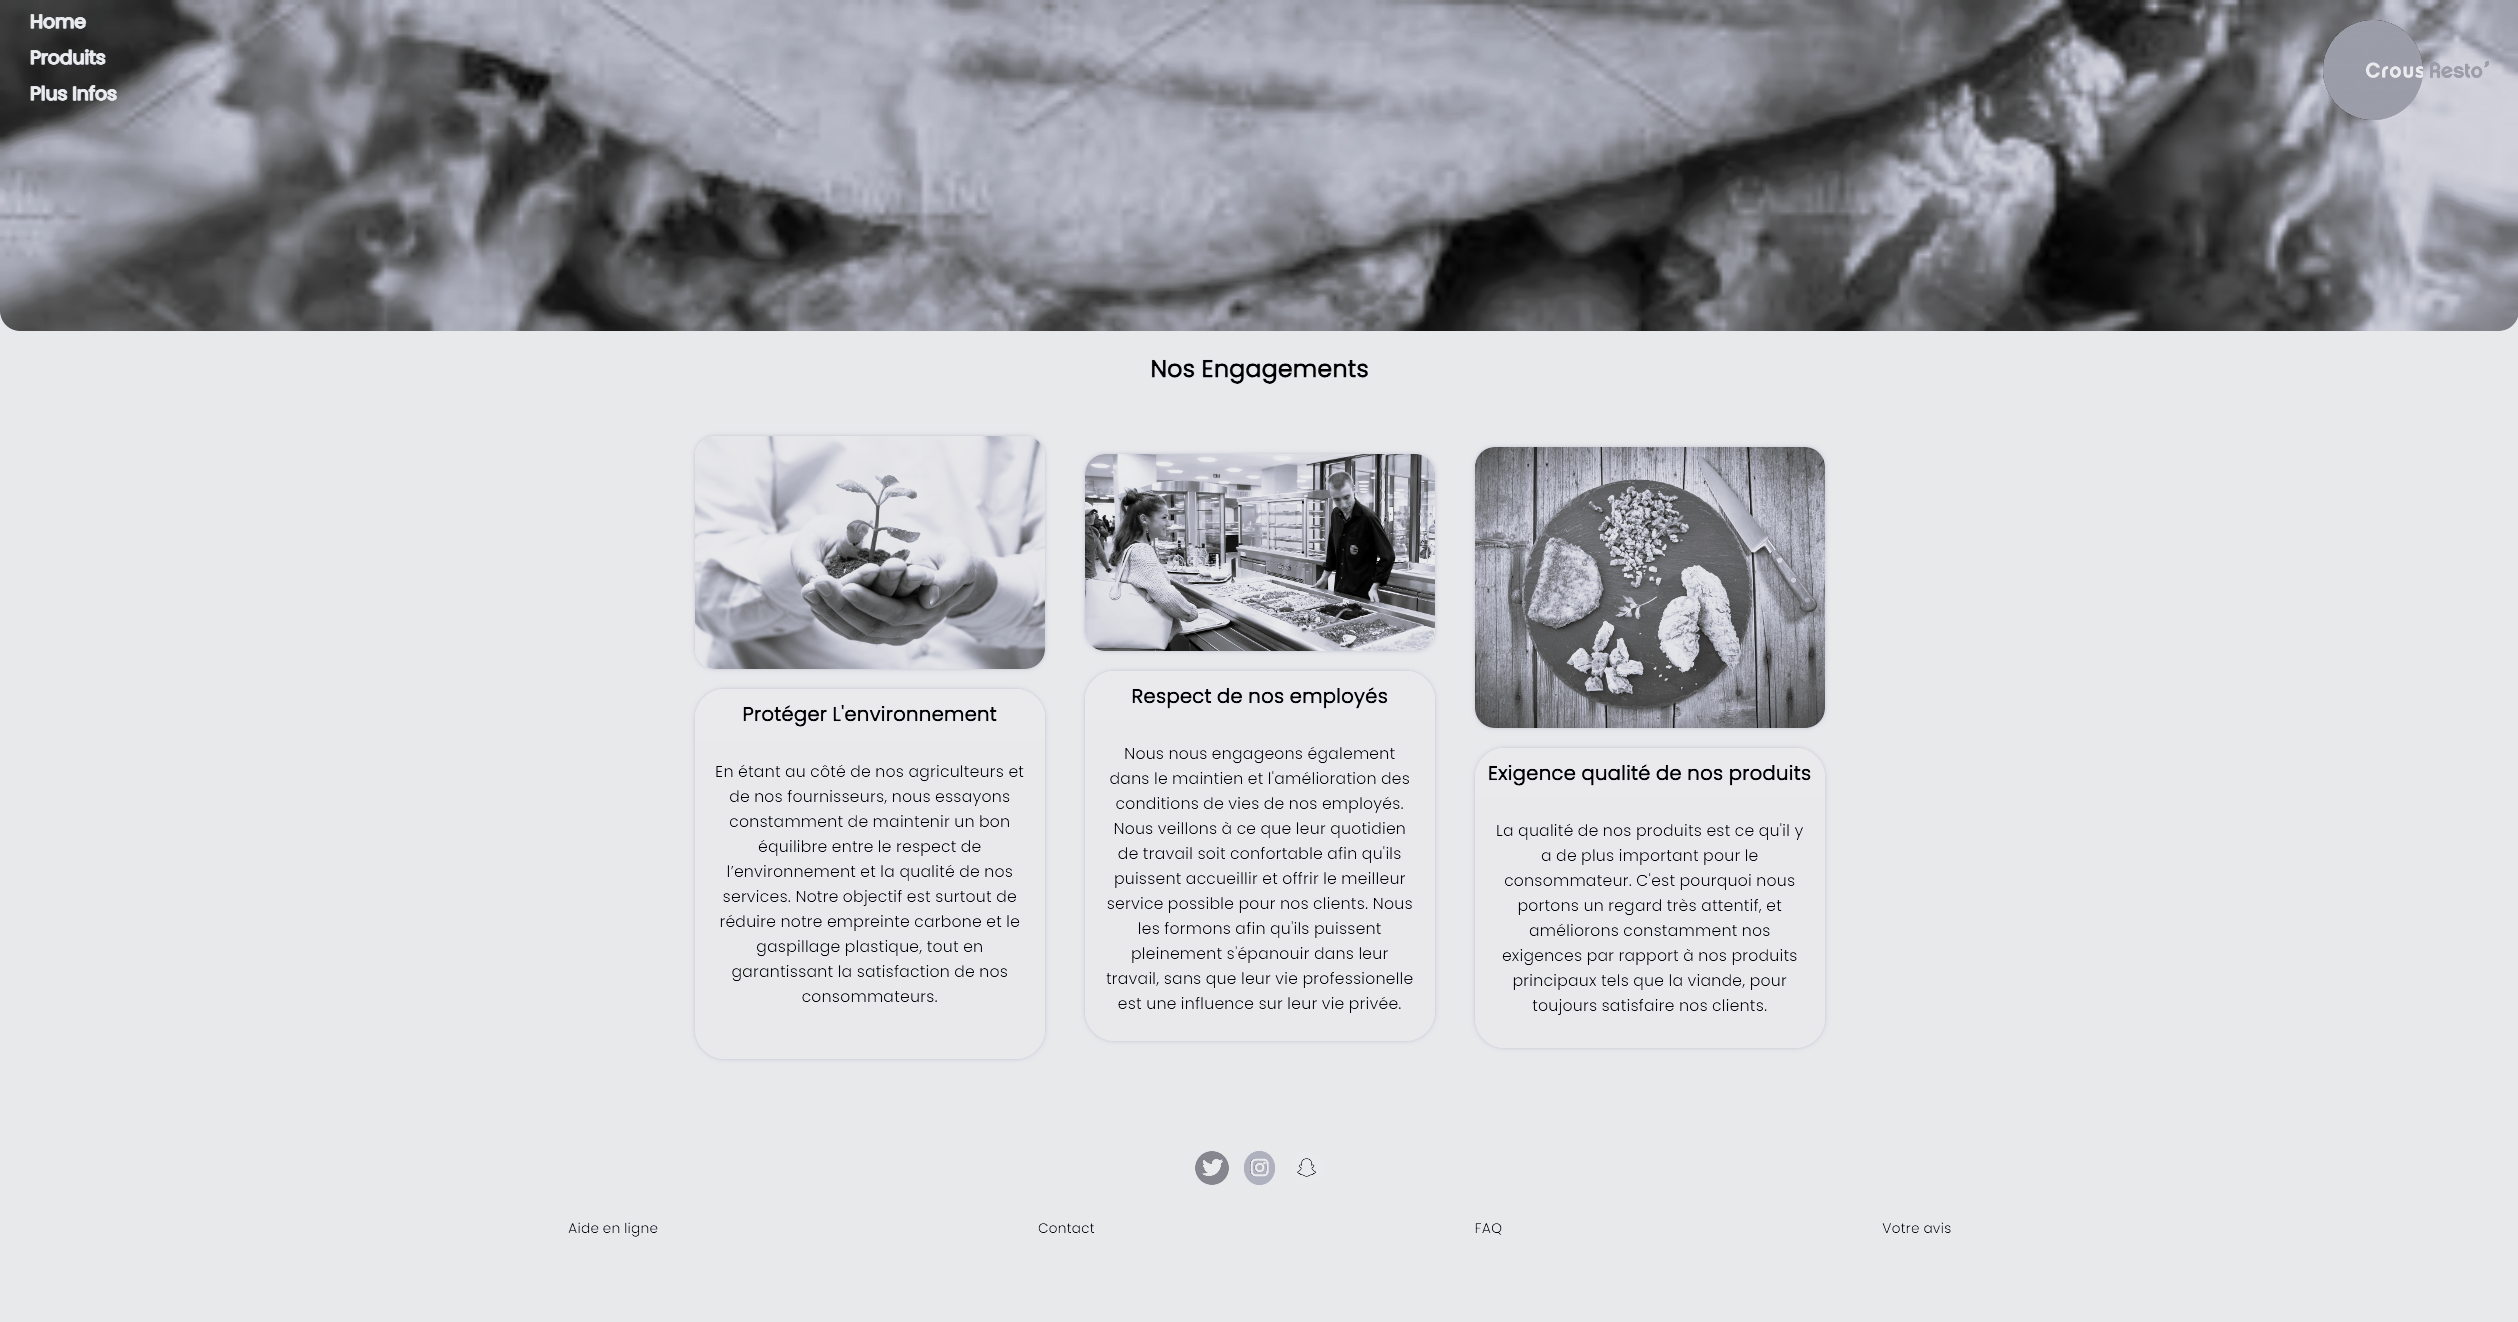 Home
Produits
Plus Infos
Crous Resto'
Nos Engagements
Protéger L'environnement
En étant au côté de nos agriculteurs et
de nos fournisseurs, nous essayons
constamment de maintenir un bon
équilibre entre le respect de
l’environnement et la qualité de nos
services. Notre objectif est surtout de
réduire notre empreinte carbone et le
gaspillage plastique, tout en
garantissant la satisfaction de nos
consommateurs.
Respect de nos employés
Nous nous engageons également
dans le maintien et l'amélioration des
conditions de vies de nos employés.
Nous veillons à ce que leur quotidien
de travail soit confortable afin qu'ils
puissent accueillir et offrir le meilleur
service possible pour nos clients. Nous
les formons afin qu'ils puissent
pleinement s'épanouir dans leur
travail, sans que leur vie professionelle
est une influence sur leur vie privée.
Exigence qualité de nos produits
La qualité de nos produits est ce qu'il y
a de plus important pour le
consommateur. C'est pourquoi nous
portons un regard très attentif, et
améliorons constamment nos
exigences par rapport à nos produits
principaux tels que la viande, pour
toujours satisfaire nos clients.
Aide en ligne
Contact
FAQ
Votre avis